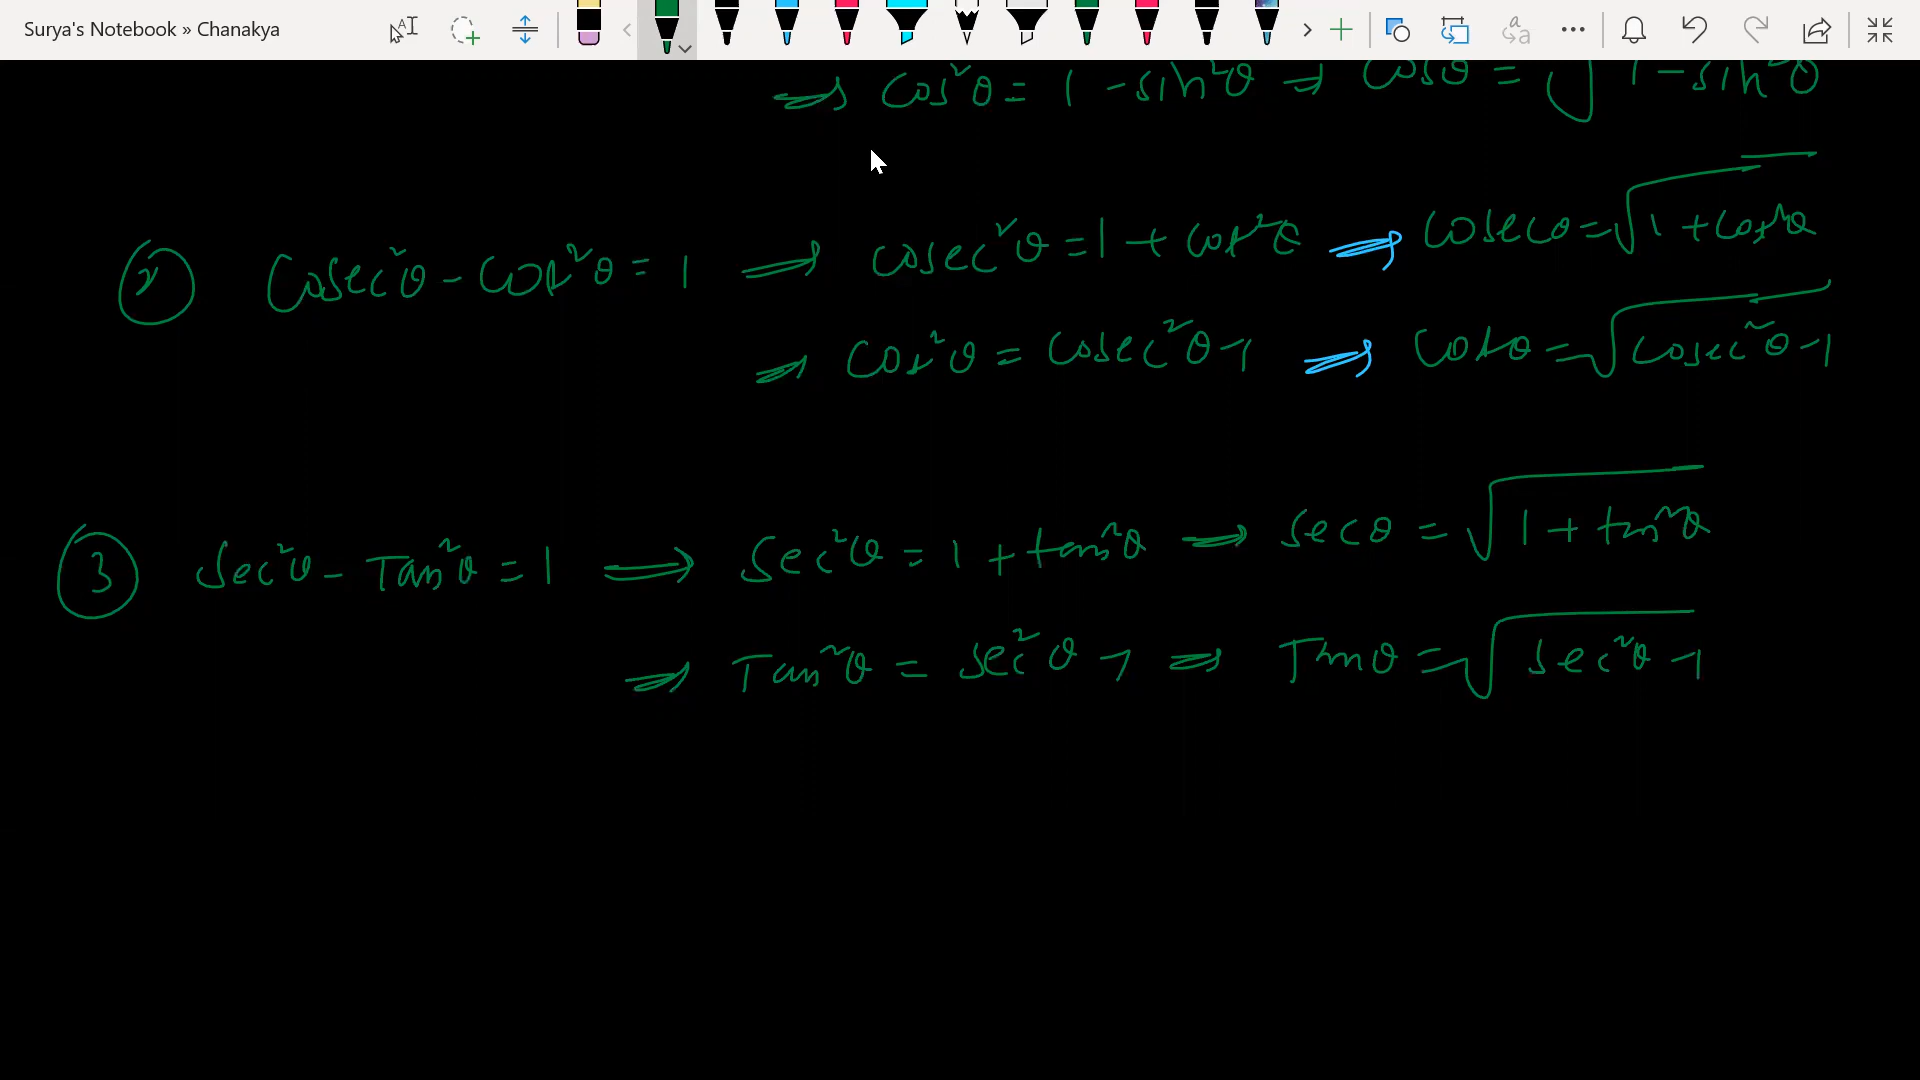 Surya's Notebook » Chanakya
⇒ Cos²θ = 1 - sin²θ ⇒ Cosθ = √1 - sin²θ
② Cosec²θ - Cot²θ = 1 ⇒ Cosec²θ = 1 + Cot²θ ⇒ Cosecθ = √1 + Cot²θ
⇒ Cot²θ = Cosec²θ - 1 ⇒ Cotθ = √Cosec²θ - 1
③ Sec²θ - Tan²θ = 1 ⇒ Sec²θ = 1 + tan²θ ⇒ Secθ = √1 + tan²θ
⇒ Tan²θ = Sec²θ - 1 ⇒ Tanθ = √Sec²θ - 1